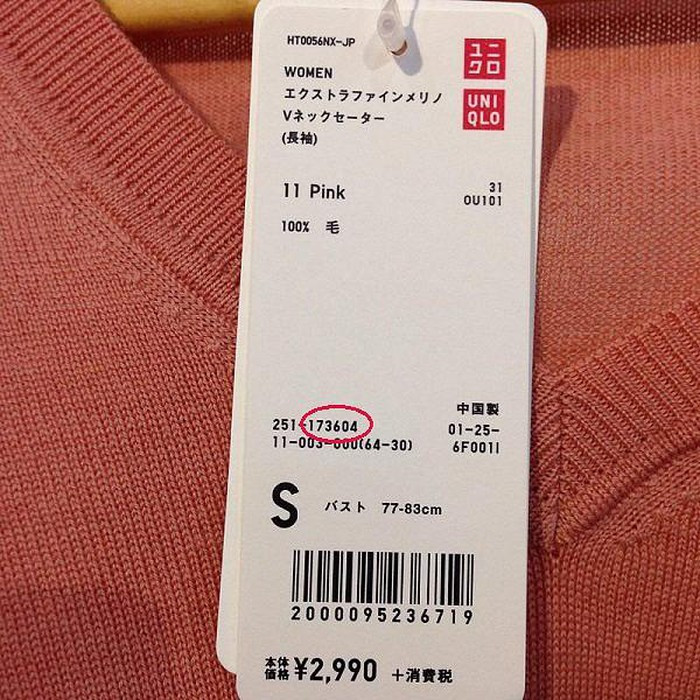 HT0056NX-JP
ユニ
クロ
UNI
QLO
WOMEN
エクストラファインメリノ
Vネックセーター
(長袖)
11 Pink
31
OU101
100% 毛
中国製
251-173604
01-25-
11-003-000(64-30)
6F001I
S バスト 77-83cm
2000095236719
本体
価格 ¥2,990 +消費税